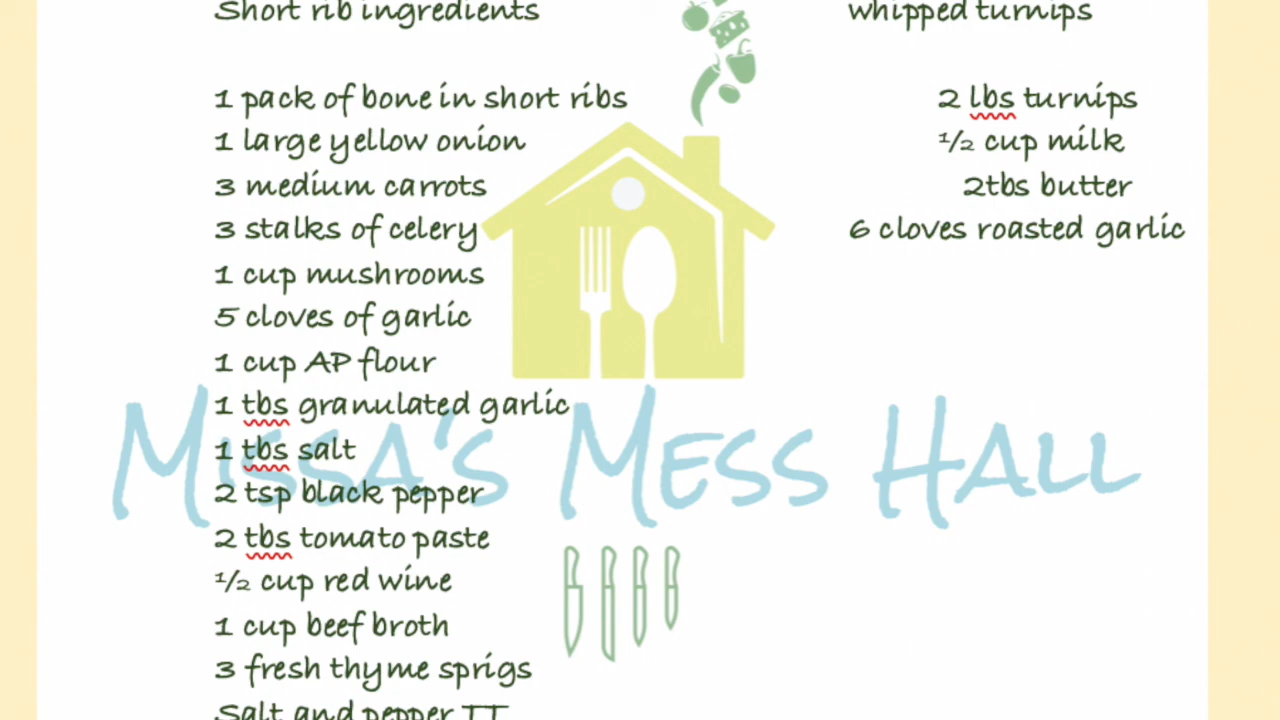 Short rib ingredients
1 pack of bone in short ribs
1 large yellow onion
3 medium carrots
3 stalks of celery
1 cup mushrooms
5 cloves of garlic
1 cup AP flour
1 tbs granulated garlic
1 tbs salt
2 tsp black pepper
2 tbs tomato paste
½ cup red wine
1 cup beef broth
3 fresh thyme sprigs
Salt and pepper TT
whipped turnips
2 lbs turnips
½ cup milk
2tbs butter
6 cloves roasted garlic
Missa's Mess Hall